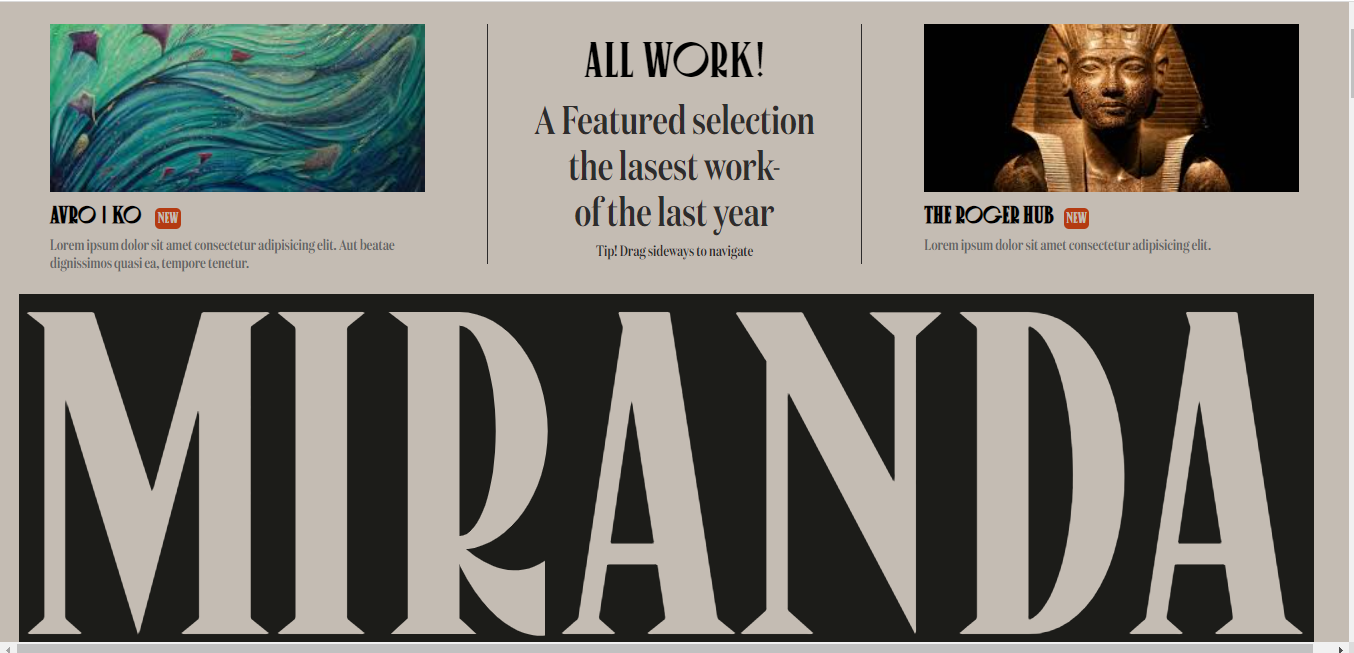 ALL WORK!
A Featured selection
the lasest work-
of the last year
Tip! Drag sideways to navigate
AVRO | KO NEW
Lorem ipsum dolor sit amet consectetur adipisicing elit. Aut beatae
dignissimos quasi ea, tempore tenetur.
THE ROGER HUB NEW
Lorem ipsum dolor sit amet consectetur adipisicing elit.
MIRANDA